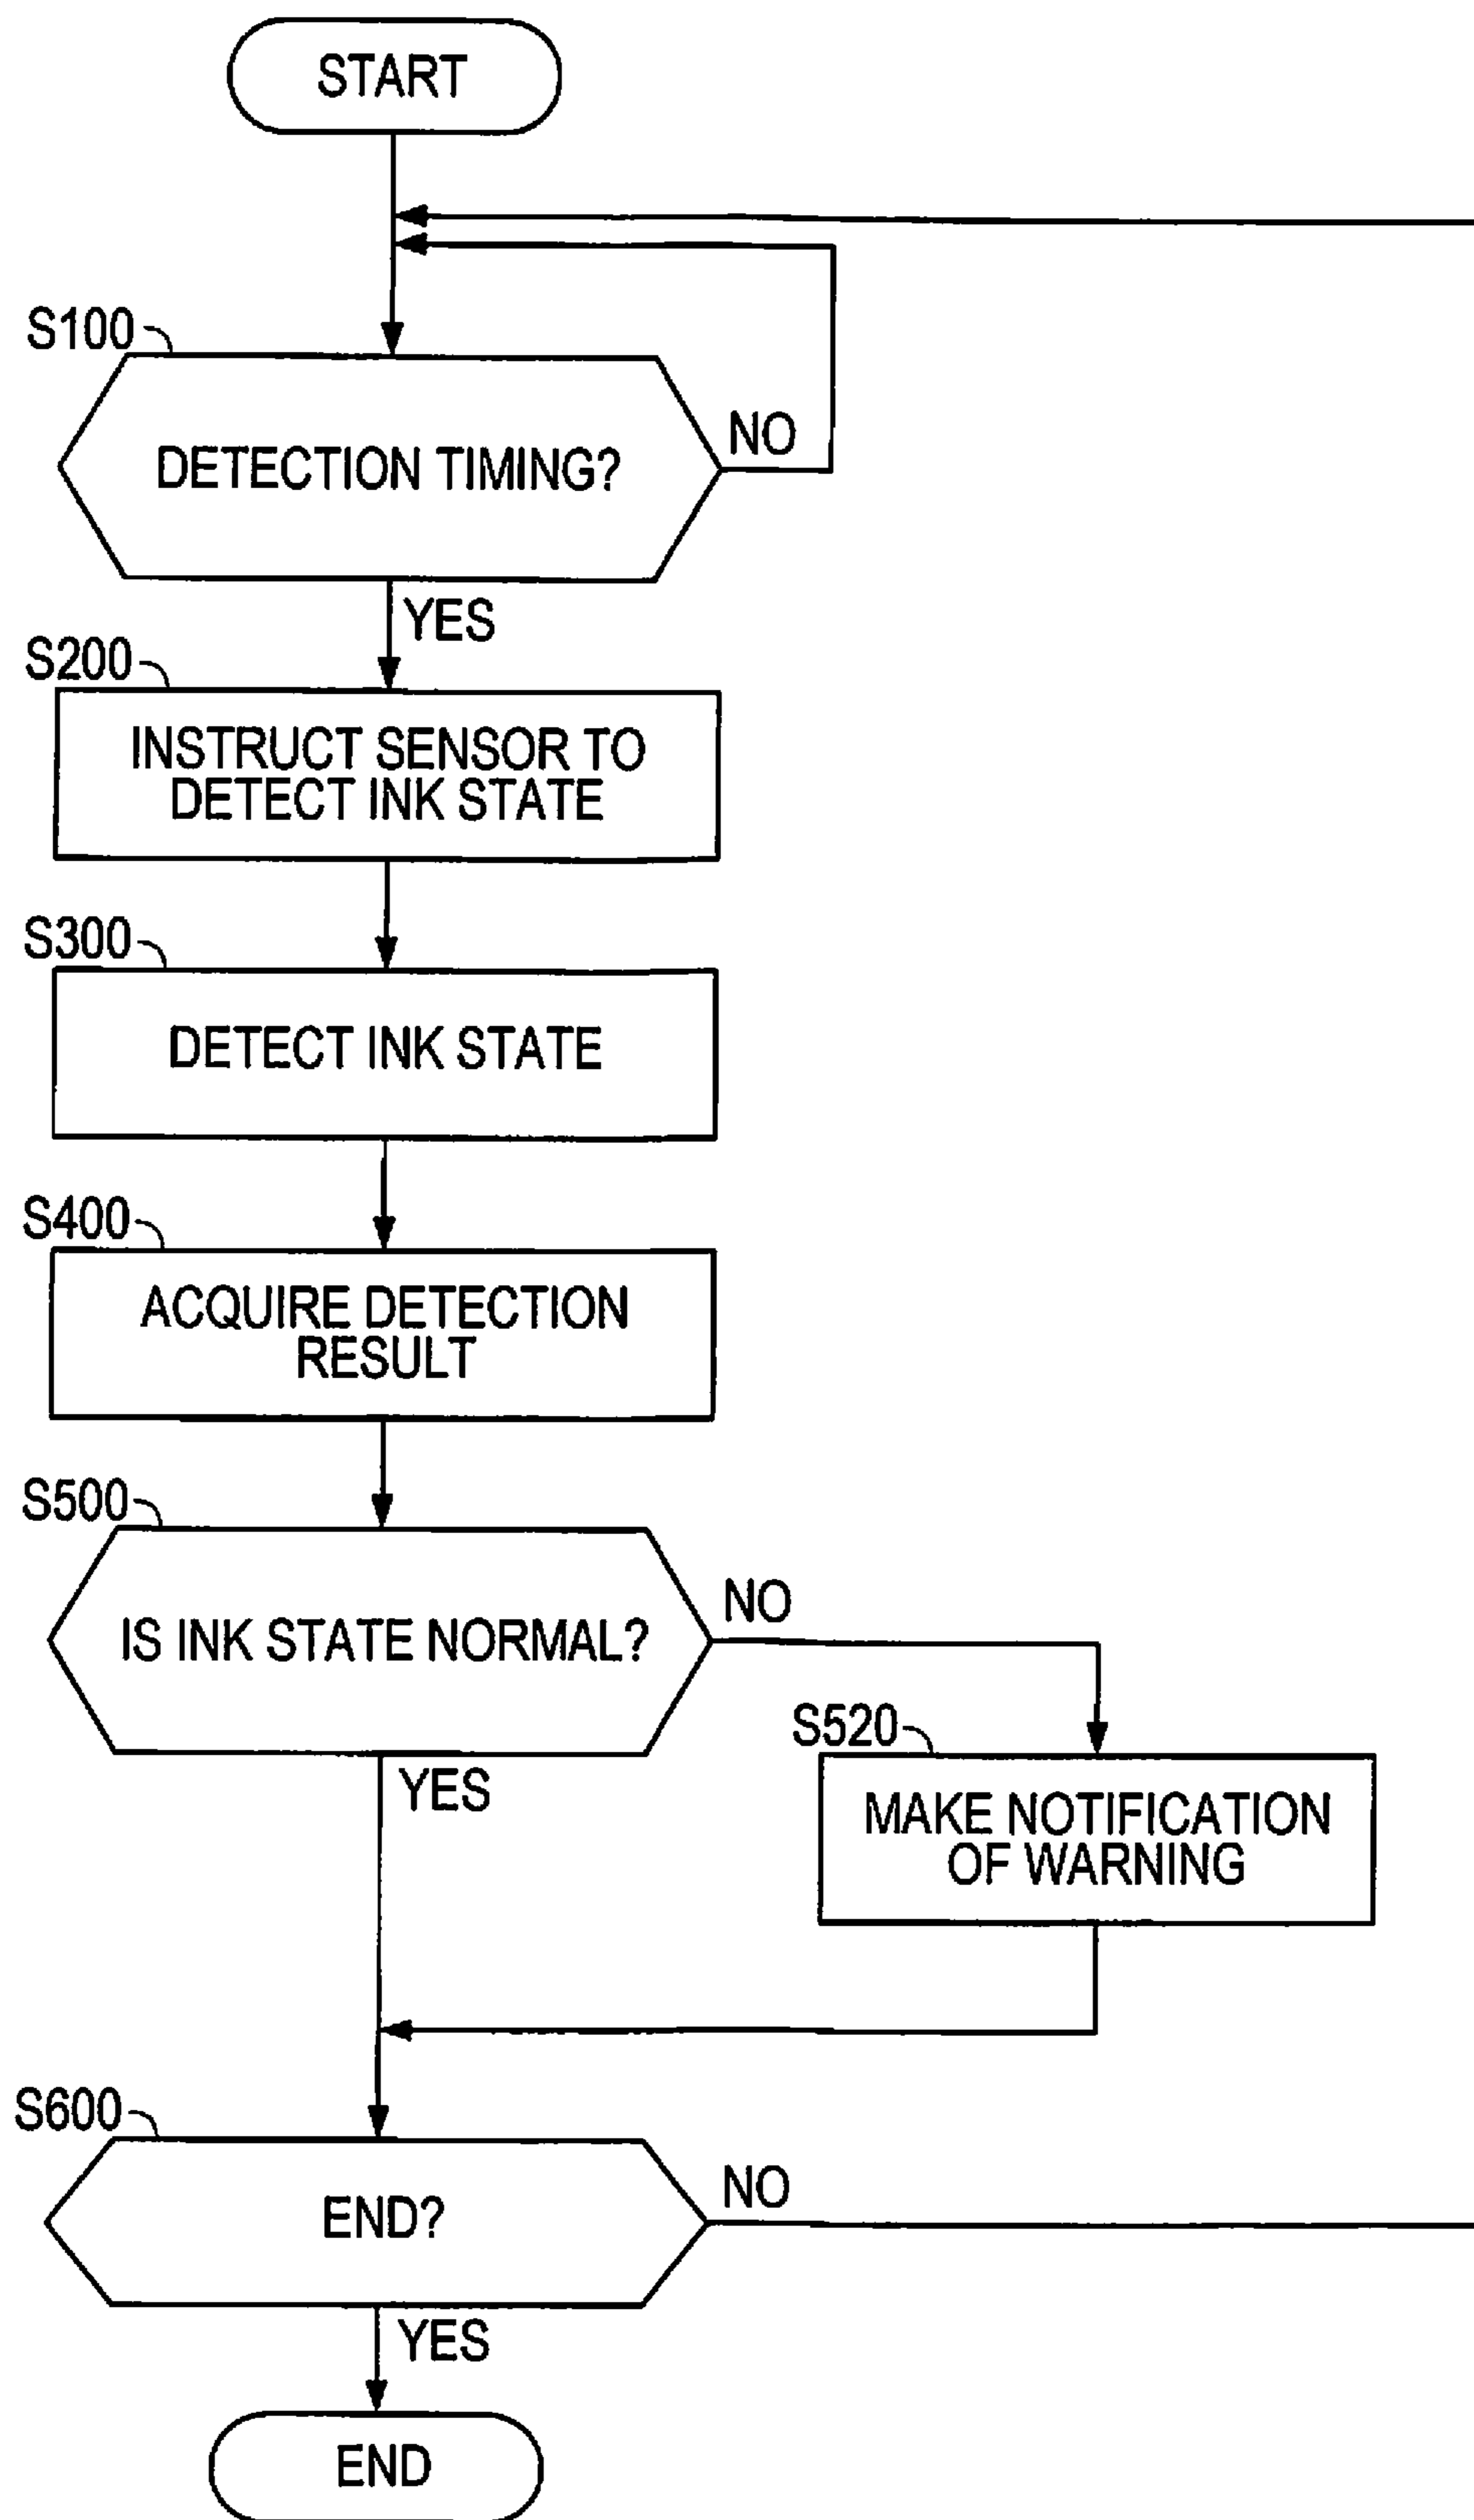 START
S100
DETECTION TIMING?
NO
YES
S200
INSTRUCT SENSOR TO
DETECT INK STATE
S300
DETECT INK STATE
S400
ACQUIRE DETECTION
RESULT
S500
IS INK STATE NORMAL?
NO
YES
S520
MAKE NOTIFICATION
OF WARNING
S600
END?
NO
YES
END